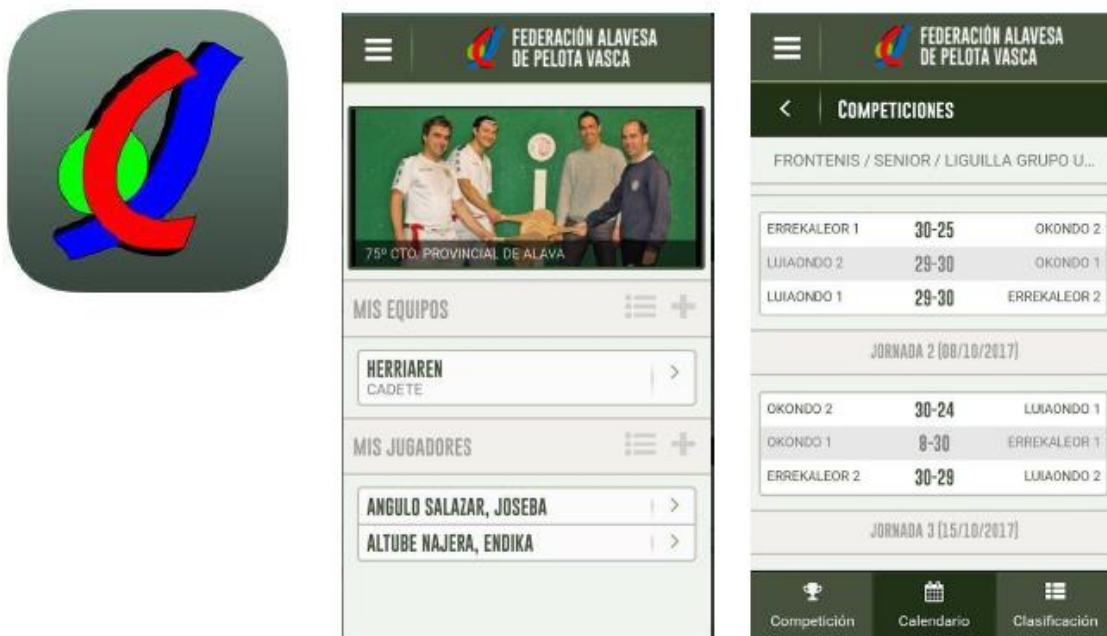 FEDERACIÓN ALAVESA
DE PELOTA VASCA
75º CTO. PROVINCIAL DE ALAVA
MIS EQUIPOS
HERRIAREN
CADETE
MIS JUGADORES
ANGULO SALAZAR, JOSEBA
ALTUBE NAJERA, ENDIKA
FEDERACIÓN ALAVESA
DE PELOTA VASCA
COMPETICIONES
FRONTENIS / SENIOR / LIGUILLA GRUPO U...
ERREKALEOR 1 30-25 OKONDO 2
LUIAONDO 2 29-30 OKONDO 1
LUIAONDO 1 29-30 ERREKALEOR 2
JORNADA 2 (08/10/2017)
OKONDO 2 30-24 LUIAONDO 1
OKONDO 1 8-30 ERREKALEOR 1
ERREKALEOR 2 30-29 LUIAONDO 2
JORNADA 3 (15/10/2017)
Competición Calendario Clasificación